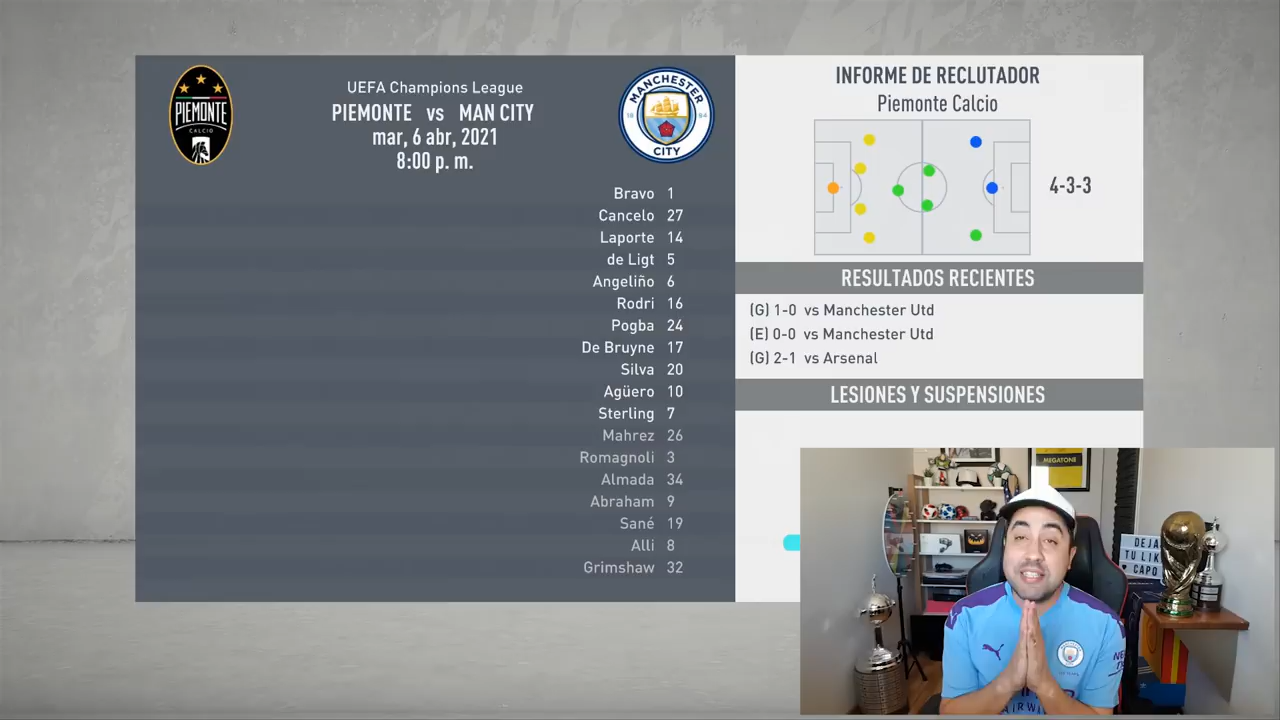 PIEMONTE
CALCIO
UEFA Champions League
PIEMONTE vs MAN CITY
mar, 6 abr, 2021
8:00 p. m.
MANCHESTER
18 84
CITY
Bravo 1
Cancelo 27
Laporte 14
de Ligt 5
Angeliño 6
Rodri 16
Pogba 24
De Bruyne 17
Silva 20
Agüero 10
Sterling 7
Mahrez 26
Romagnoli 3
Almada 34
Abraham 9
Sané 19
Alli 8
Grimshaw 32
INFORME DE RECLUTADOR
Piemonte Calcio
4-3-3
RESULTADOS RECIENTES
(G) 1-0 vs Manchester Utd
(E) 0-0 vs Manchester Utd
(G) 2-1 vs Arsenal
LESIONES Y SUSPENSIONES
MEGATONE
DEJA
TU LIK
CAPO